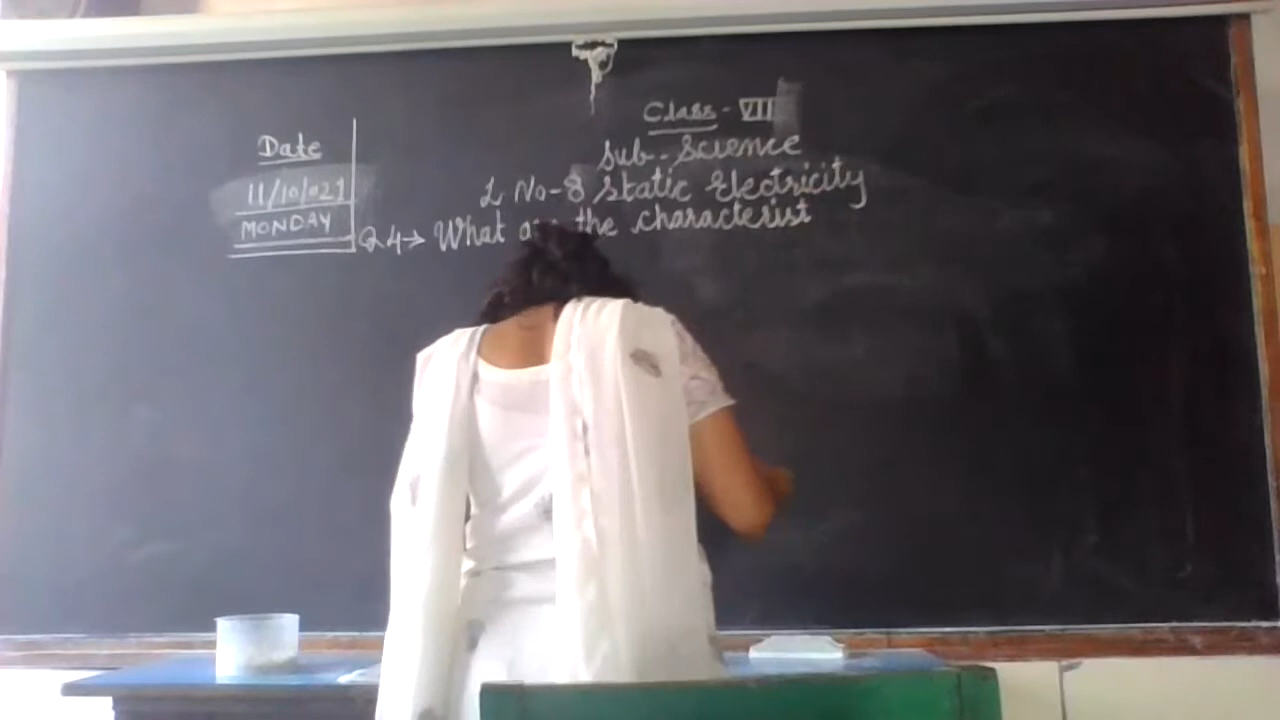 Class - VII
Date
Sub - Science
11/10/021
L No-8 Static Electricity
MONDAY
Q4→ What the characterist